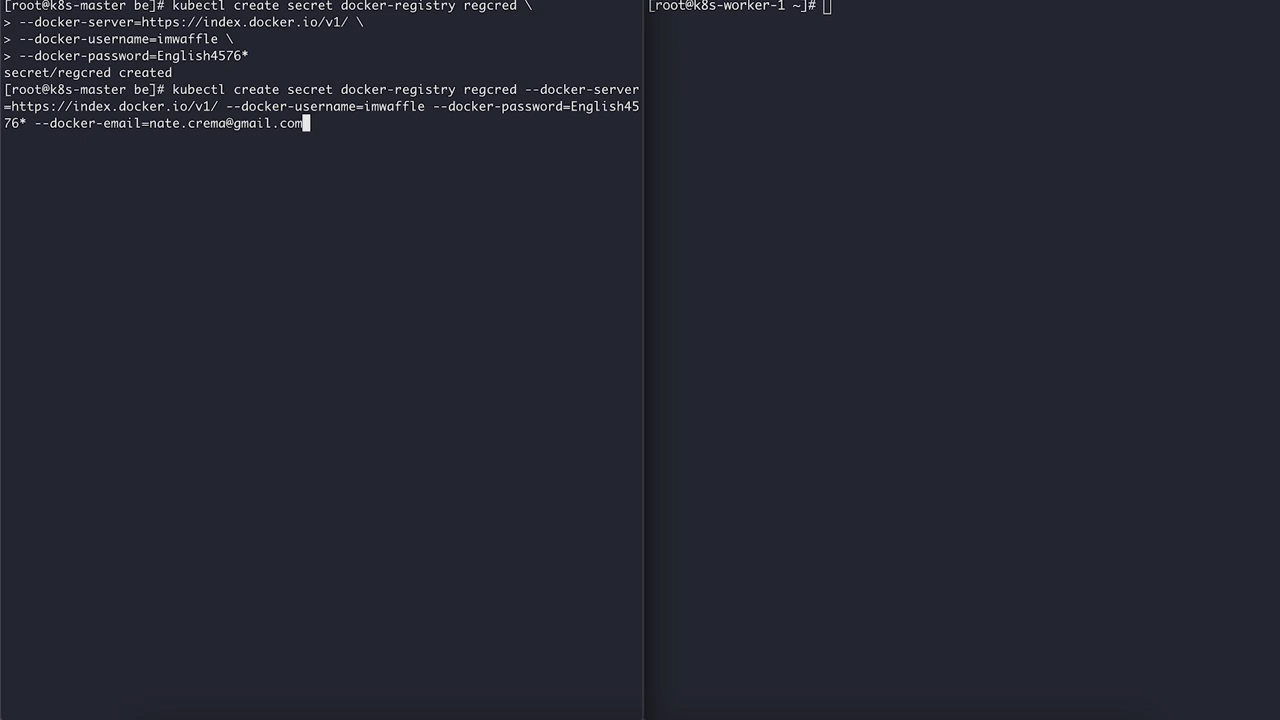 [root@k8s-master be]# kubectl create secret docker-registry regcred \
> --docker-server=https://index.docker.io/v1/ \
> --docker-username=imwaffle \
> --docker-password=English4576*
secret/regcred created
[root@k8s-master be]# kubectl create secret docker-registry regcred --docker-server
=https://index.docker.io/v1/ --docker-username=imwaffle --docker-password=English45
76* --docker-email=nate.crema@gmail.com
[root@k8s-worker-1 ~]#